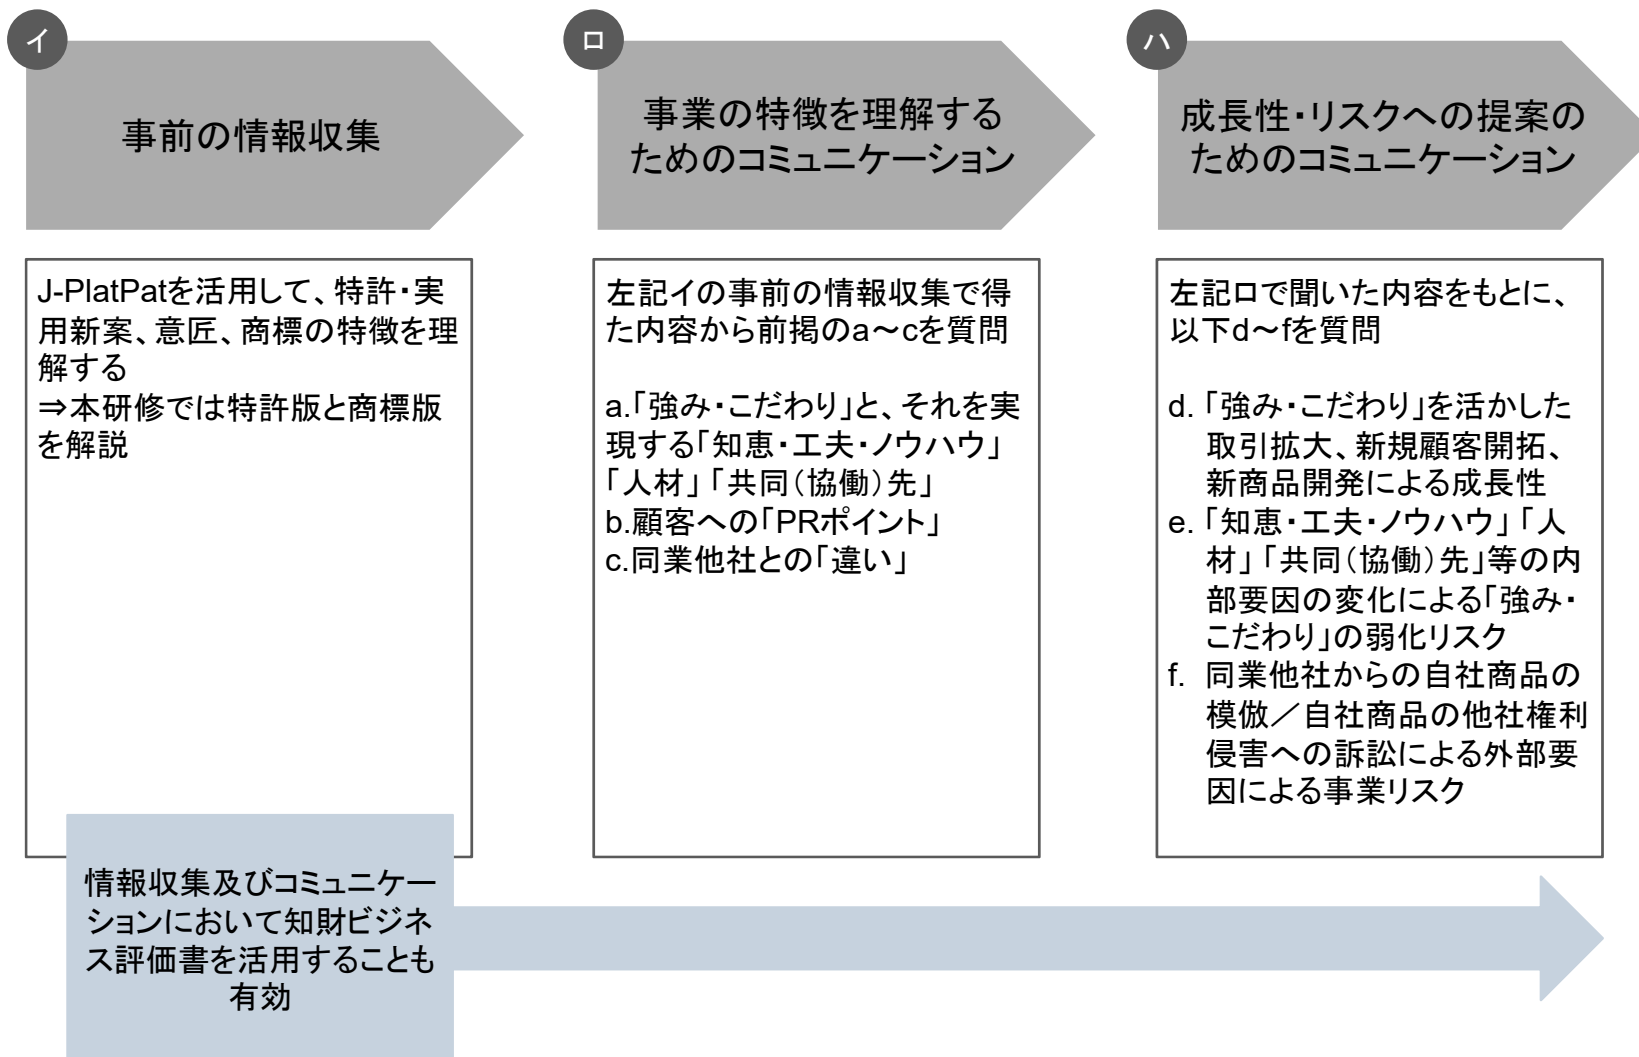 イ
事前の情報収集
ロ
事業の特徴を理解する
ためのコミュニケーション
ハ
成長性・リスクへの提案の
ためのコミュニケーション
J-PlatPatを活用して、特許・実
用新案、意匠、商標の特徴を理
解する
⇒本研修では特許版と商標版
を解説
左記イの事前の情報収集で得
た内容から前掲のa～cを質問
a.「強み・こだわり」と、それを実
現する「知恵・工夫・ノウハウ」
「人材」「共同（協働）先」
b.顧客への「PRポイント」
c.同業他社との「違い」
左記ロで聞いた内容をもとに、
以下d～fを質問
d. 「強み・こだわり」を活かした
取引拡大、新規顧客開拓、
新商品開発による成長性
e. 「知恵・工夫・ノウハウ」「人
材」「共同（協働）先」等の内
部要因の変化による「強み・
こだわり」の弱化リスク
f. 同業他社からの自社商品の
模倣／自社商品の他社権利
侵害への訴訟による外部要
因による事業リスク
情報収集及びコミュニケー
ションにおいて知財ビジネ
ス評価書を活用することも
有効